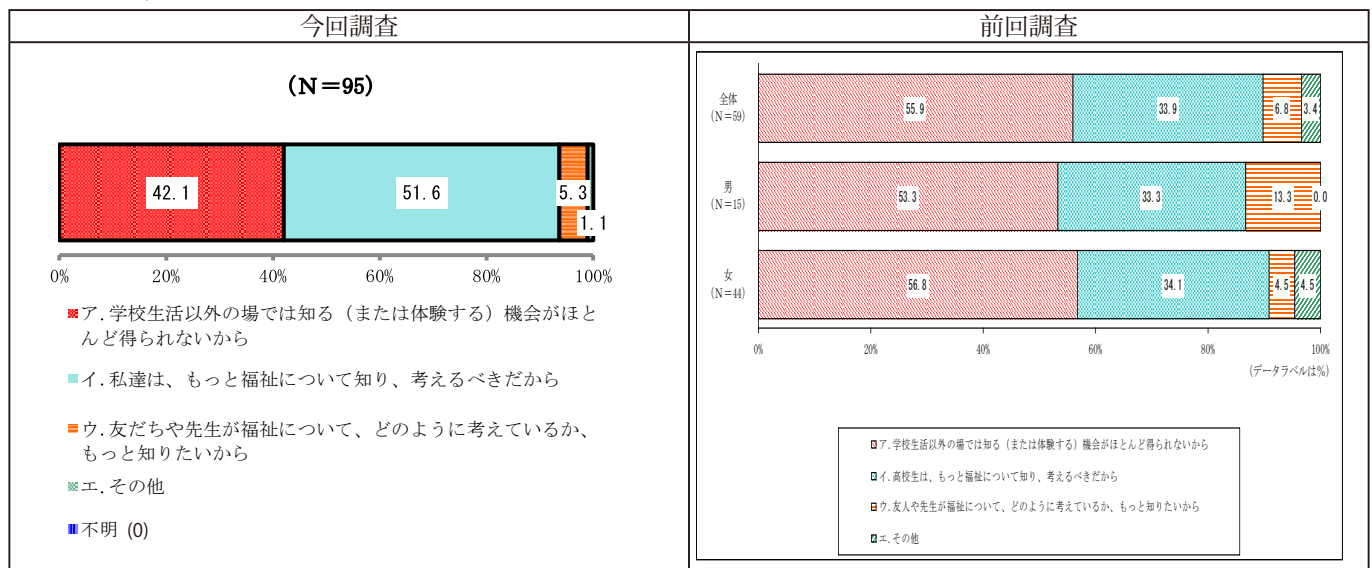 今回調査
前回調査
(N=95)
42.1
51.6
5.3
1.1
0%
20%
40%
60%
80%
100%
■ア.学校生活以外の場では知る（または体験する）機会がほと
んど得られないから
■イ.私達は、もっと福祉について知り、考えるべきだから
■ウ.友だちや先生が福祉について、どのように考えているか、
もっと知りたいから
■エ.その他
■不明 (0)
全体
(N=59)
55.9
33.9
6.8
3.4
男
(N=15)
53.3
33.3
13.3
0.0
女
(N=44)
56.8
34.1
4.5
4.5
0%
20%
40%
60%
80%
100%
(データラベルは%)
ア.学校生活以外の場では知る（または体験する）機会がほとんど得られないから
イ.高校生は、もっと福祉について知り、考えるべきだから
ウ.友人や先生が福祉について、どのように考えているか、もっと知りたいから
エ.その他